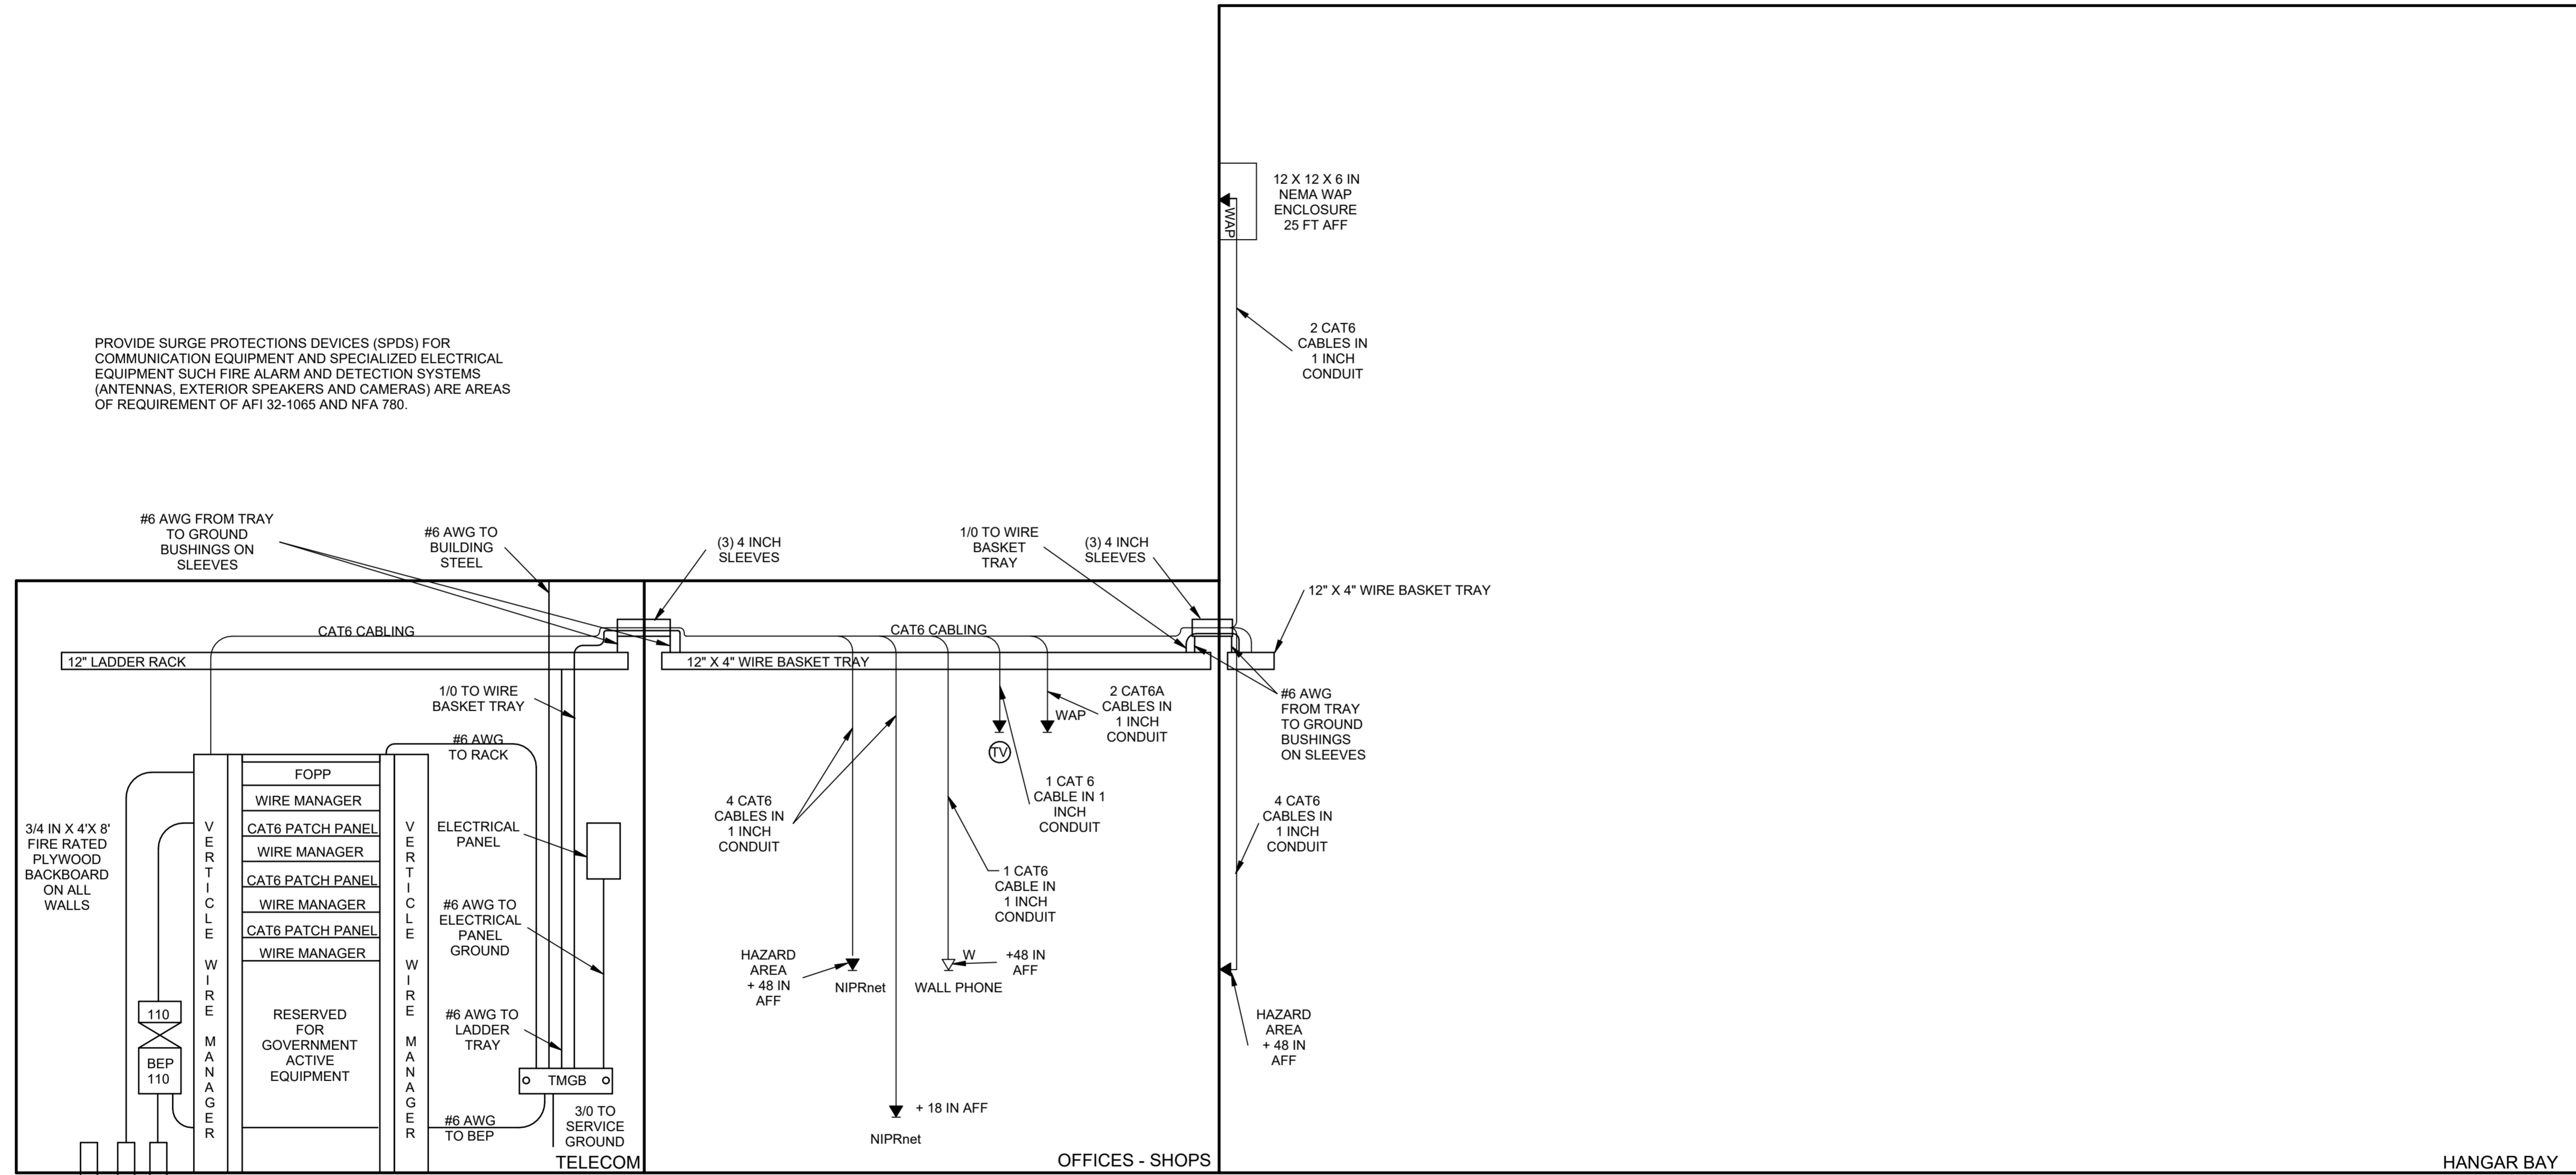 12 X 12 X 6 IN
NEMA WAP
ENCLOSURE
25 FT AFF
WAP
2 CAT6
CABLES IN
1 INCH
CONDUIT
PROVIDE SURGE PROTECTIONS DEVICES (SPDS) FOR
COMMUNICATION EQUIPMENT AND SPECIALIZED ELECTRICAL
EQUIPMENT SUCH FIRE ALARM AND DETECTION SYSTEMS
(ANTENNAS, EXTERIOR SPEAKERS AND CAMERAS) ARE AREAS
OF REQUIREMENT OF AFI 32-1065 AND NFA 780.
#6 AWG FROM TRAY
TO GROUND
BUSHINGS ON
SLEEVES
#6 AWG TO
BUILDING
STEEL
(3) 4 INCH
SLEEVES
1/0 TO WIRE
BASKET
TRAY
(3) 4 INCH
SLEEVES
12" X 4" WIRE BASKET TRAY
CAT6 CABLING
CAT6 CABLING
12" LADDER RACK
12" X 4" WIRE BASKET TRAY
1/0 TO WIRE
BASKET TRAY
2 CAT6A
CABLES IN
1 INCH
CONDUIT
WAP
TV
#6 AWG
FROM TRAY
TO GROUND
BUSHINGS
ON SLEEVES
#6 AWG
TO RACK
FOPP
WIRE MANAGER
CAT6 PATCH PANEL
WIRE MANAGER
CAT6 PATCH PANEL
WIRE MANAGER
CAT6 PATCH PANEL
WIRE MANAGER
RESERVED
FOR
GOVERNMENT
ACTIVE
EQUIPMENT
VERTICLE WIRE MANAGER
VERTICLE WIRE MANAGER
3/4 IN X 4'X 8'
FIRE RATED
PLYWOOD
BACKBOARD
ON ALL
WALLS
110
BEP
110
ELECTRICAL
PANEL
#6 AWG TO
ELECTRICAL
PANEL
GROUND
#6 AWG TO
LADDER
TRAY
TMGB
#6 AWG
TO BEP
3/0 TO
SERVICE
GROUND
TELECOM
4 CAT6
CABLES IN
1 INCH
CONDUIT
1 CAT 6
CABLE IN 1
INCH
CONDUIT
1 CAT6
CABLE IN
1 INCH
CONDUIT
4 CAT6
CABLES IN
1 INCH
CONDUIT
HAZARD
AREA
+ 48 IN
AFF
NIPRnet
W
+48 IN
AFF
WALL PHONE
+ 18 IN AFF
NIPRnet
HAZARD
AREA
+ 48 IN
AFF
OFFICES - SHOPS
HANGAR BAY